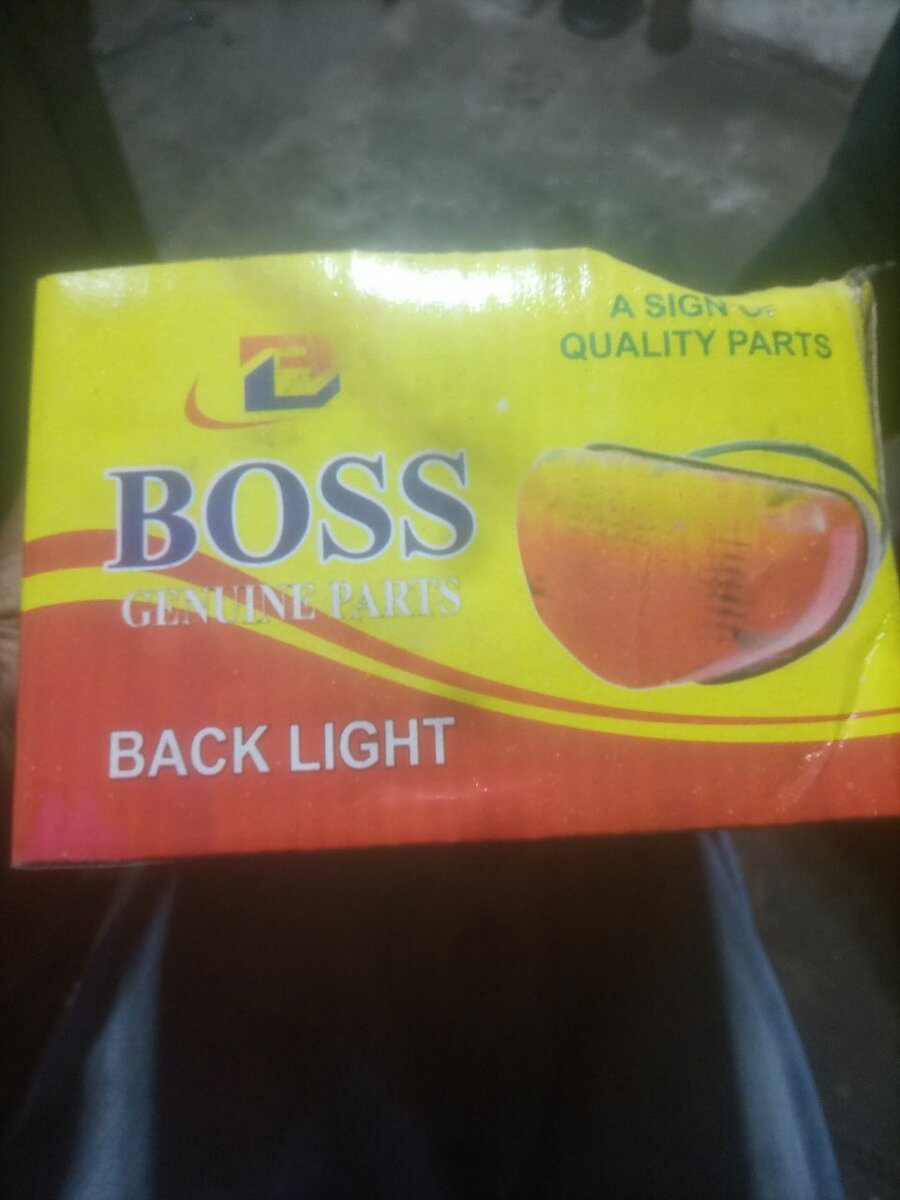 A SIGN OF
QUALITY PARTS
BOSS
GENUINE PARTS
BACK LIGHT